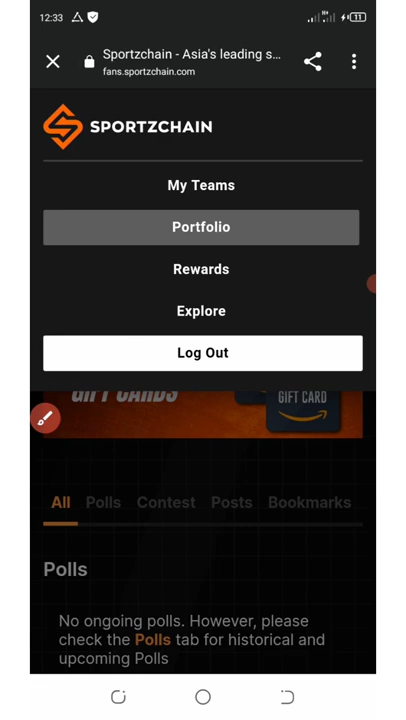 12:33
11
Sportzchain - Asia's leading s...
fans.sportzchain.com
SPORTZCHAIN
My Teams
Portfolio
Rewards
Explore
Log Out
GIFT CARDS
GIFT CARD
All Polls Contest Posts Bookmarks
Polls
No ongoing polls. However, please
check the Polls tab for historical and
upcoming Polls